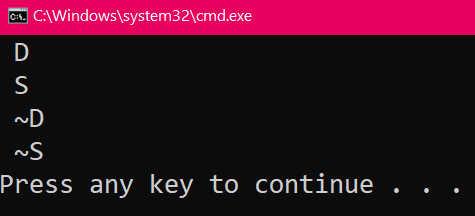 C:\Windows\system32\cmd.exe
D
S
~D
~S
Press any key to continue . . .